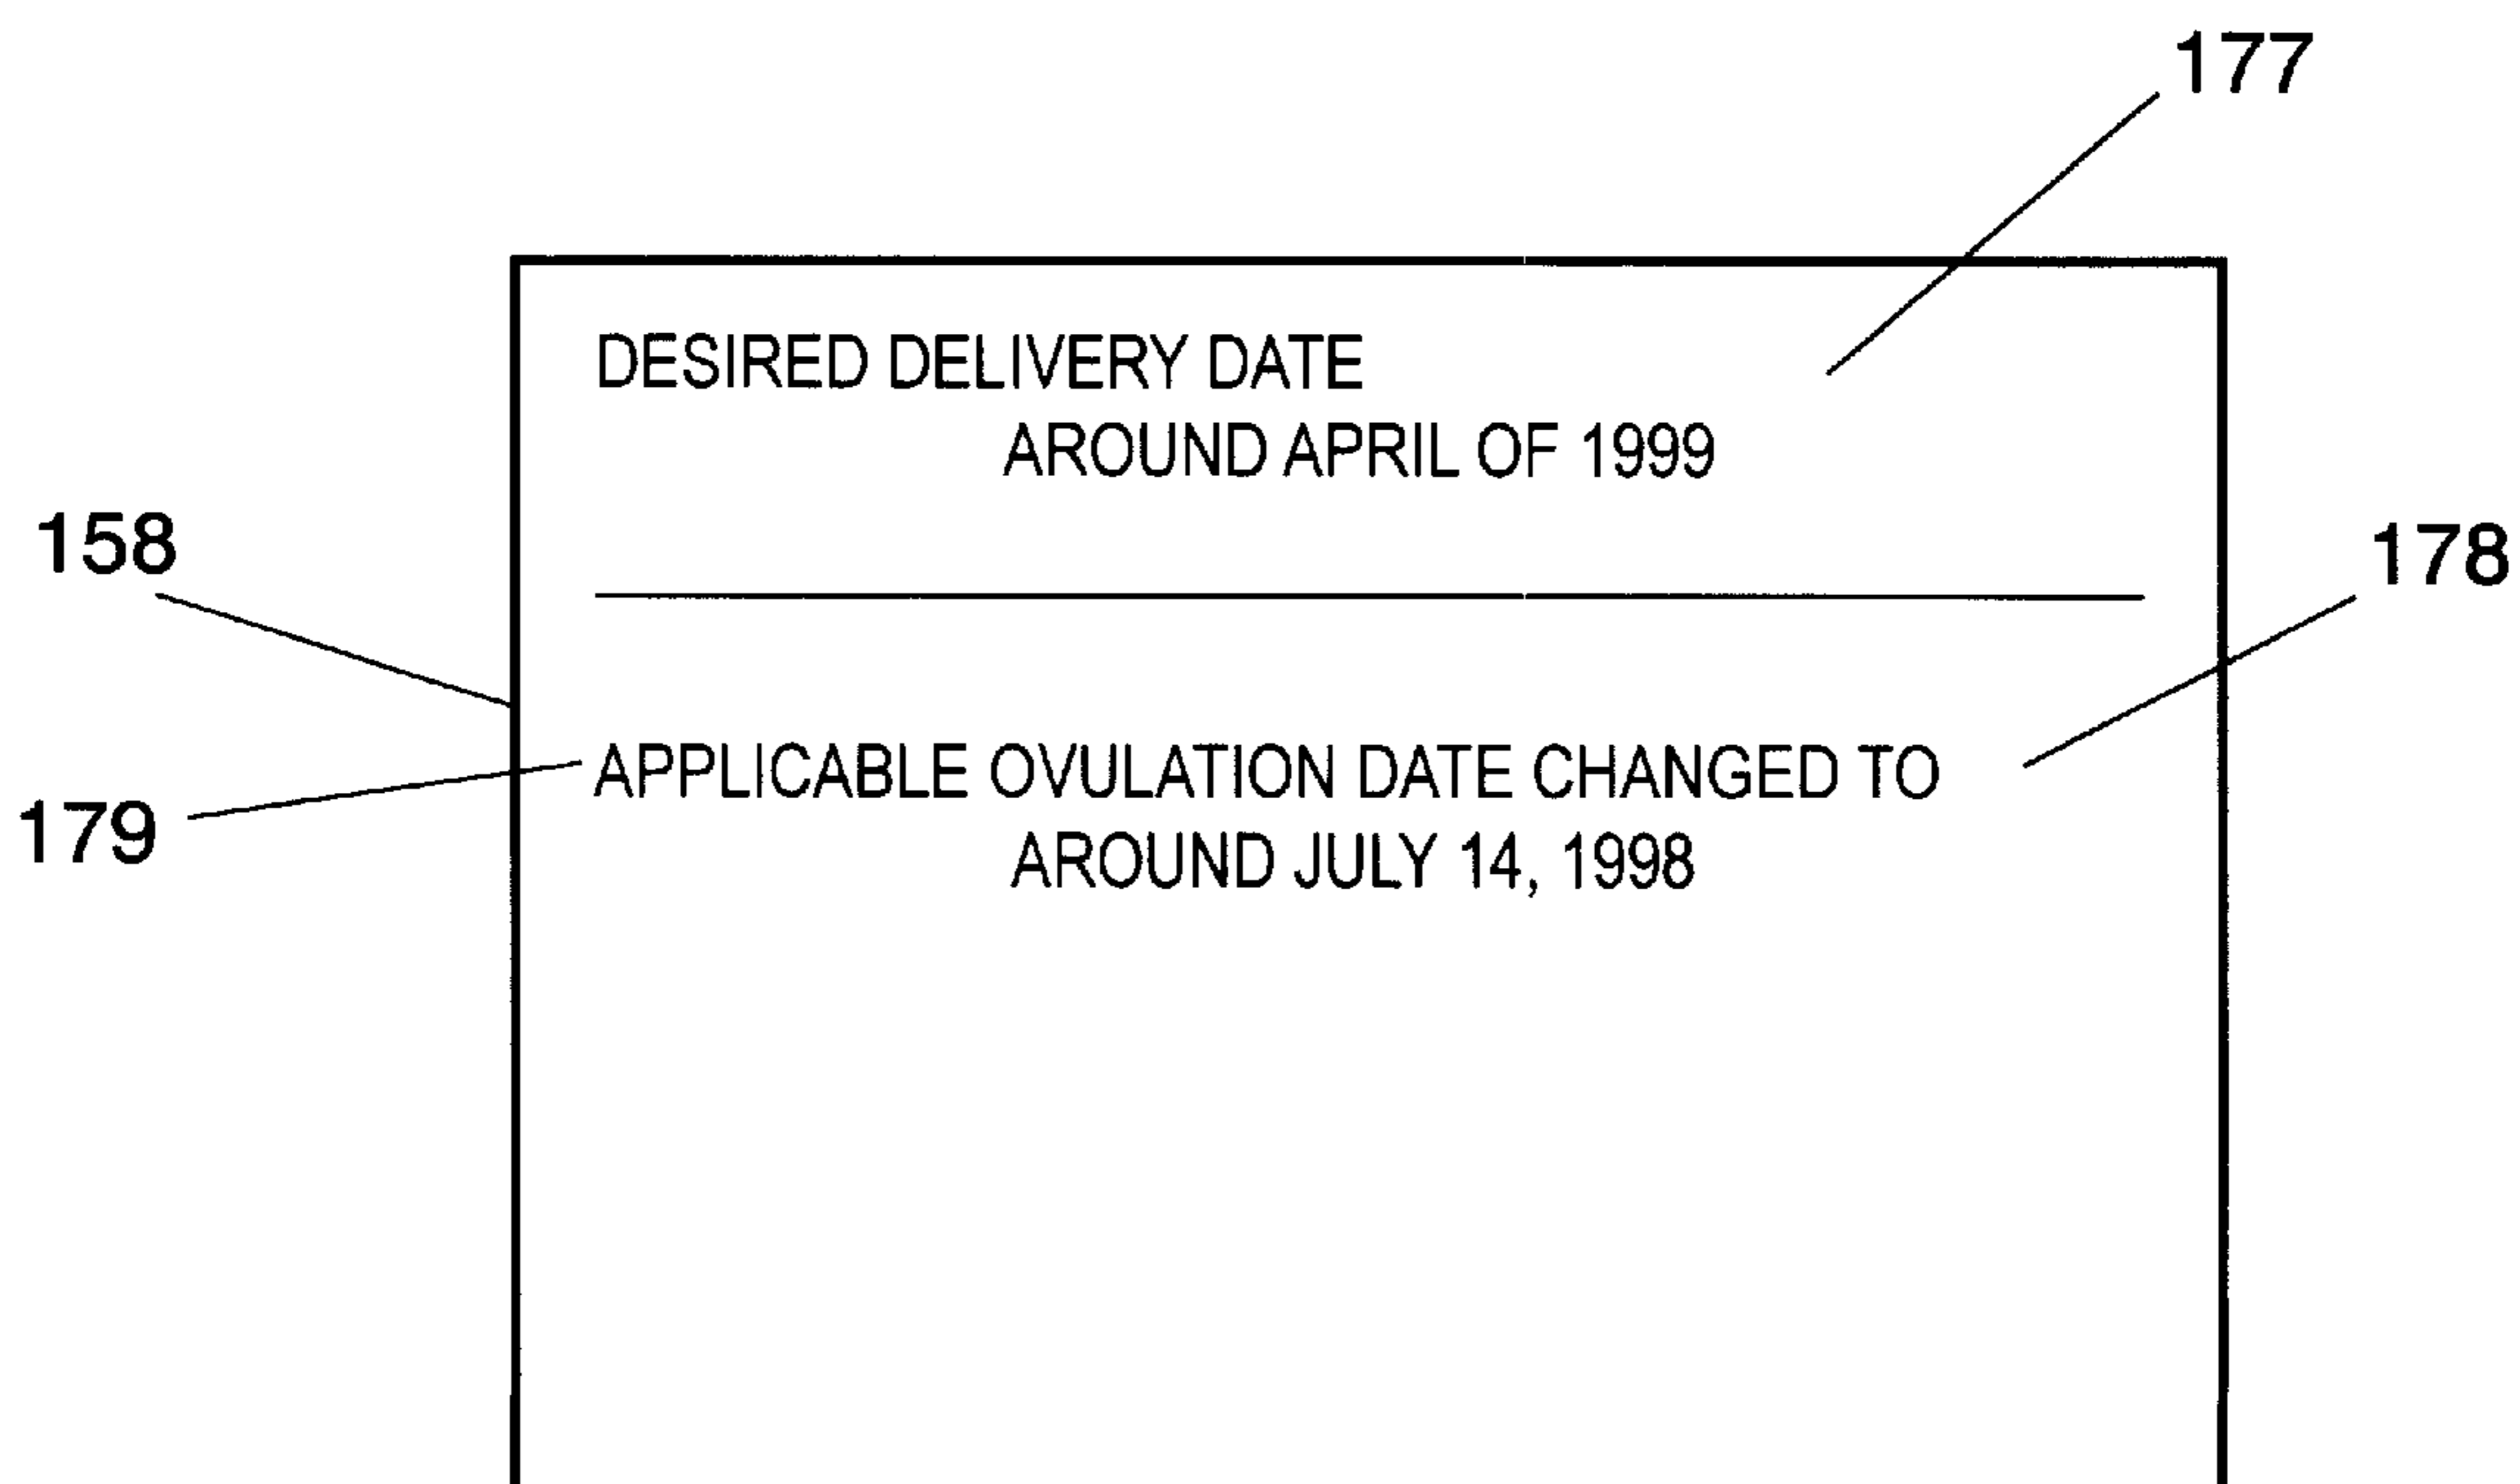 177
DESIRED DELIVERY DATE
AROUND APRIL OF 1999
158
178
APPLICABLE OVULATION DATE CHANGED TO
179
AROUND JULY 14, 1998